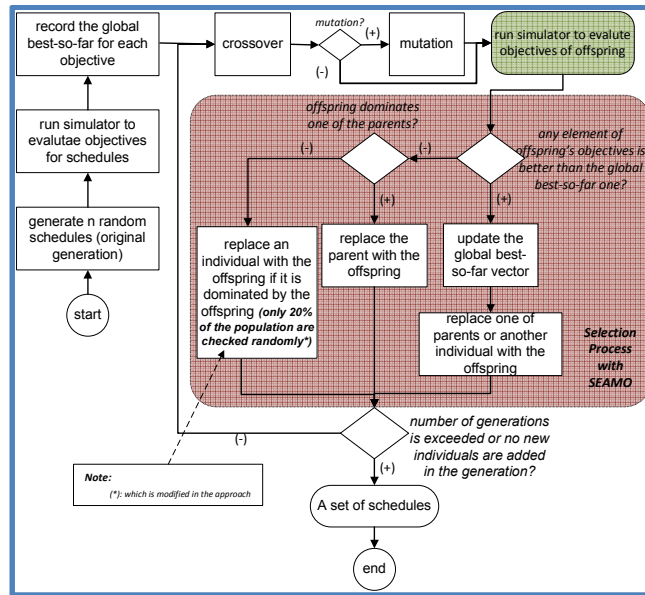 record the global
best-so-far for each
objective
crossover
mutation?
(+)
(-)
mutation
run simulator to evalute
objectives of offspring
run simulator to
evalutae objectives
for schedules
generate n random
schedules (original
generation)
start
offspring dominates
one of the parents?
any element of
offspring's objectives is
better than the global
best-so-far one?
(-)
(-)
(+)
(+)
replace an
individual with the
offspring if it is
dominated by the
offspring (only 20%
of the population are
checked randomly*)
replace the
parent with the
offspring
update the
global best-
so-far vector
replace one of
parents or another
individual with the
offspring
Selection
Process
with
SEAMO
number of generations
is exceeded or no new
individuals are added
in the generation?
(-)
(+)
Note:
(*): which is modified in the approach
A set of schedules
end